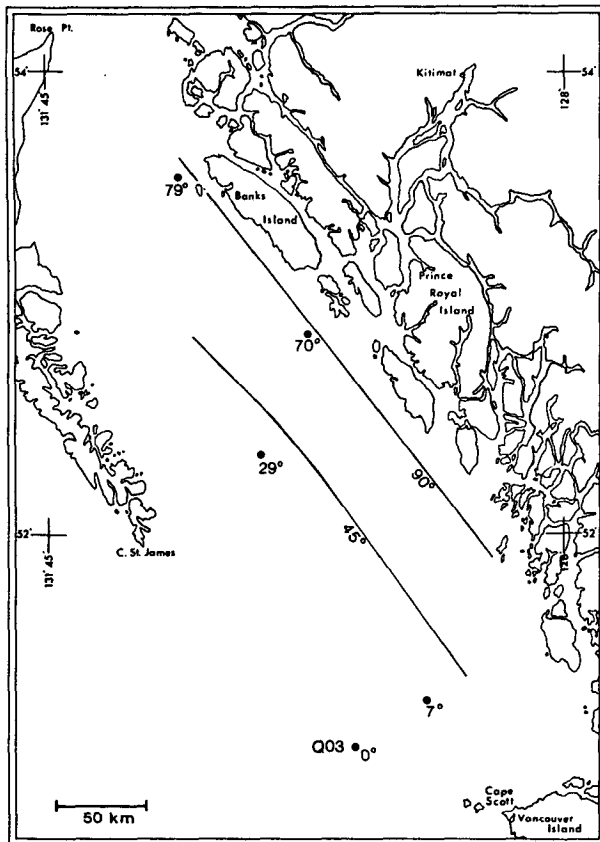 Rose Pt.
54°
54°
131° 45'
128°
Kitimat
79°
0
Banks
Island
Prince
Royal
Island
70°
0
29°
90°
45°
52°
52°
131° 45'
128°
C. St. James
7°
Q03
0°
Cape
Scott
50 km
Vancouver
Island